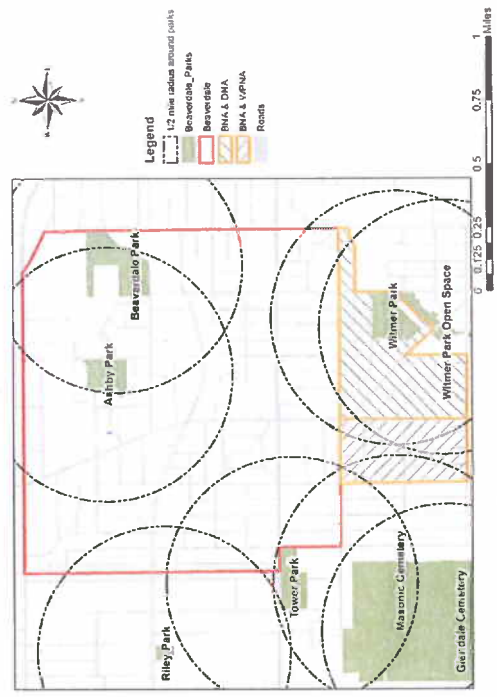 Legend
1/2 mile radius around parks
Beaverdale_Parks
Beaverdale
BNA & DNA
BNA & WPNA
Roads
Beaverdale Park
Ashby Park
Riley Park
Tower Park
Witmer Park
Witmer Park Open Space
Masonic Cemetery
Glendale Cemetery
0 0.125 0.25 0.5 0.75 1
Miles